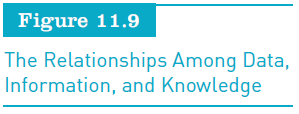 Figure 11.9
The Relationships Among Data,
Information, and Knowledge